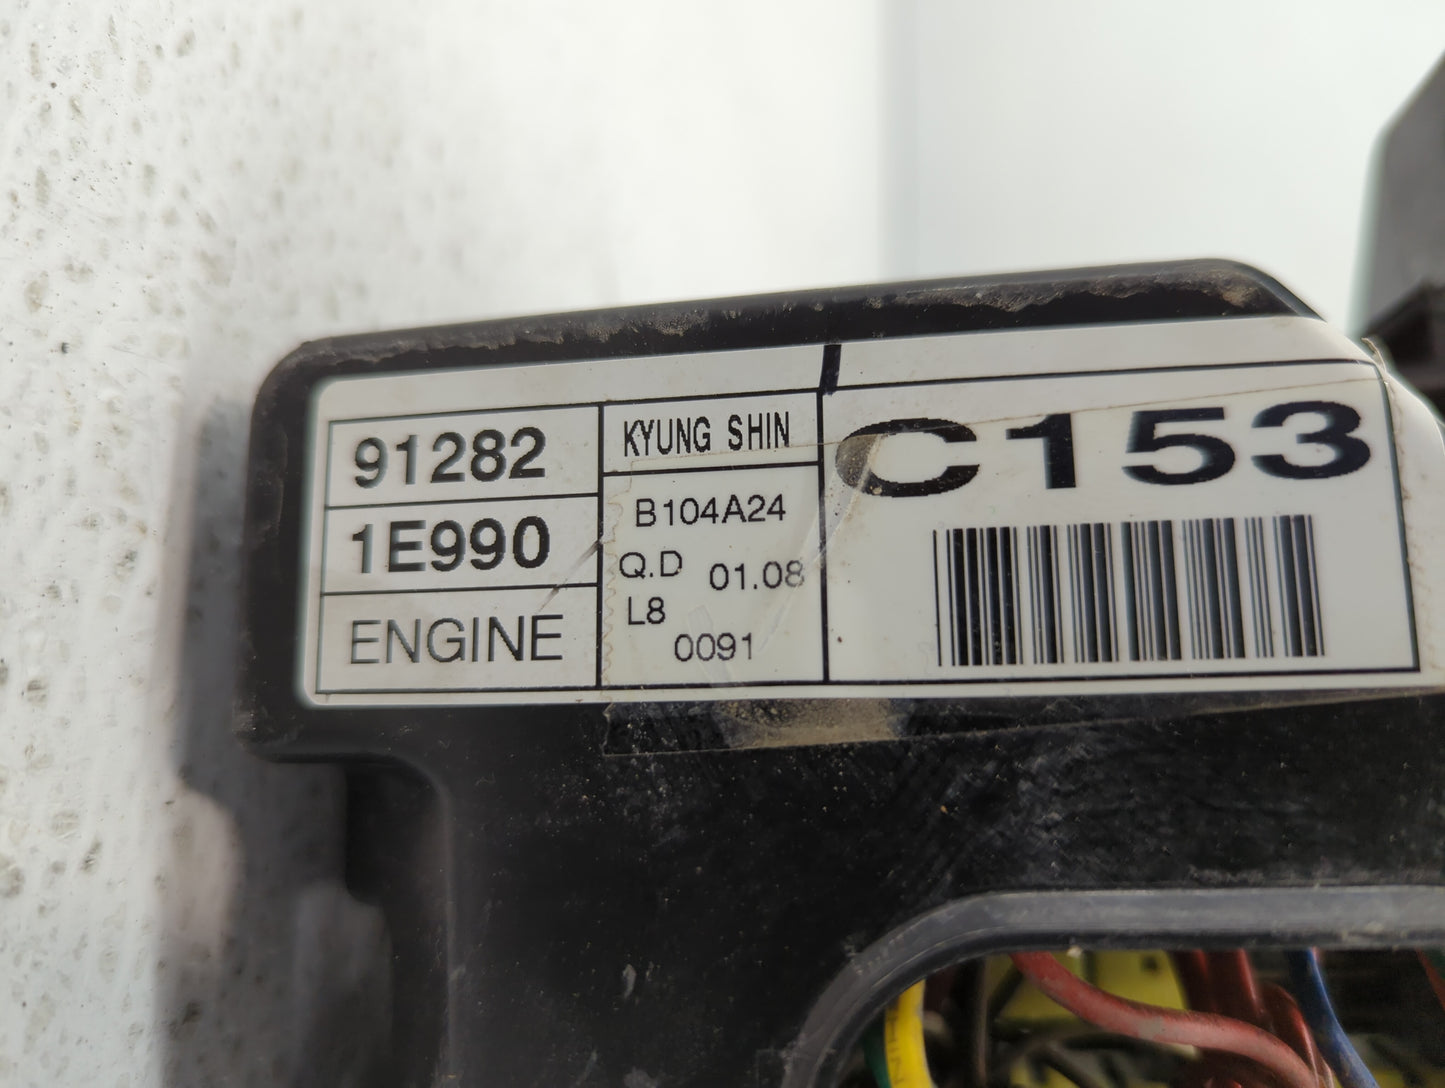 91282
1E990
ENGINE
KYUNG SHIN
B104A24
Q.D 01.08
L8
0091
C153